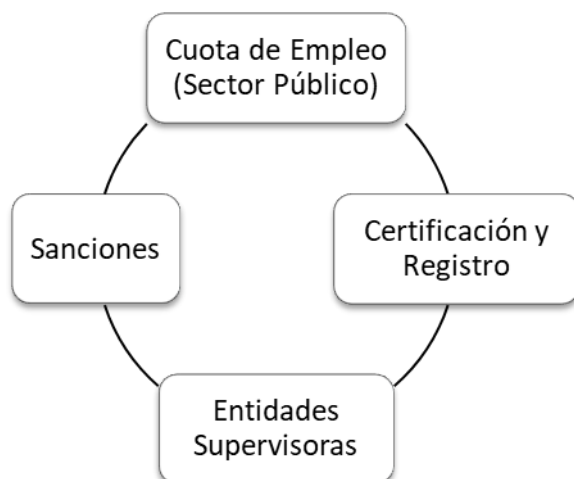 Cuota de Empleo
(Sector Público)
Sanciones
Certificación y
Registro
Entidades
Supervisoras